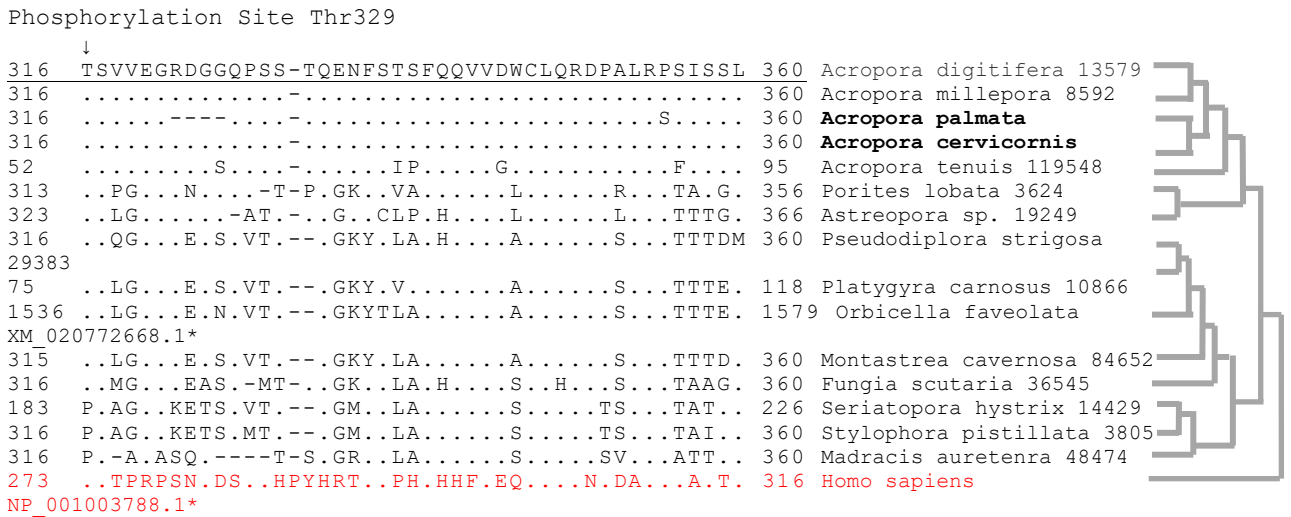 Phosphorylation Site Thr329
↓
316 TSVVEGRDGGQPSS-TQENFSTSFQQVVDWCLQRDPALRPSISSL 360 Acropora digitifera 13579
316 ..............-.............................. 360 Acropora millepora 8592
316 ......----....-........................S..... 360 Acropora palmata
316 ..............-.............................. 360 Acropora cervicornis
52 .........S....-......IP......G...........F.... 95 Acropora tenuis 119548
313 ..PG...N....-T-P.GK..VA......L......R...TA.G. 356 Porites lobata 3624
323 ..LG......-AT.-..G..CLP.H....L......L...TTTG. 366 Astreopora sp. 19249
316 ..QG...E.S.VT.--.GKY.LA.H....A......S...TTTDM 360 Pseudodiplora strigosa
29383
75 ..LG...E.S.VT.--.GKY.V.......A......S...TTTE. 118 Platygyra carnosus 10866
1536 ..LG...E.N.VT.--.GKYTLA......A......S...TTTE. 1579 Orbicella faveolata
XM_020772668.1*
315 ..LG...E.S.VT.--.GKY.LA......A......S...TTTD. 360 Montastrea cavernosa 84652
316 ..MG...EAS.-MT-..GK..LA.H....S..H...S...TAAG. 360 Fungia scutaria 36545
183 P.AG..KETS.VT.--.GM..LA......S.....TS...TAT.. 226 Seriatopora hystrix 14429
316 P.AG..KETS.MT.--.GM..LA......S.....TS...TAI.. 360 Stylophora pistillata 3805
316 P.-A.ASQ.----T-S.GR..LA......S.....SV...ATT.. 360 Madracis auretenra 48474
273 ..TPRPSN.DS..HPYHRT..PH.HHF.EQ....N.DA...A.T. 316 Homo sapiens
NP_001003788.1*